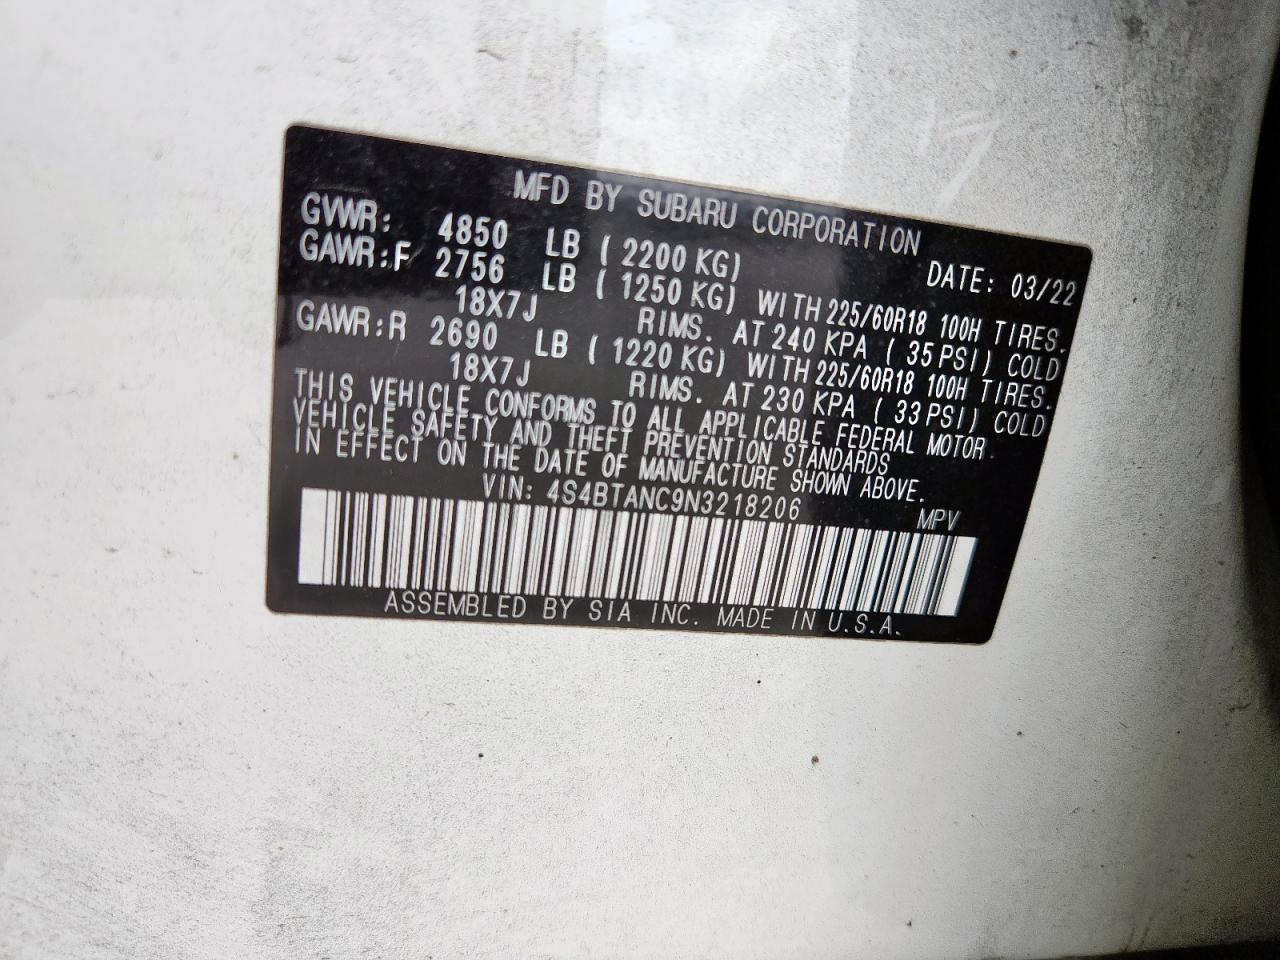 MFD BY SUBARU CORPORATION
GVWR: 4850 LB ( 2200 KG) DATE: 03/22
GAWR:F 2756 LB ( 1250 KG) WITH 225/60R18 100H TIRES.
18X7J RIMS. AT 240 KPA ( 35 PSI) COLD
GAWR:R 2690 LB ( 1220 KG) WITH 225/60R18 100H TIRES.
18X7J RIMS. AT 230 KPA ( 33 PSI) COLD
THIS VEHICLE CONFORMS TO ALL APPLICABLE FEDERAL MOTOR
VEHICLE SAFETY AND THEFT PREVENTION STANDARDS
IN EFFECT ON THE DATE OF MANUFACTURE SHOWN ABOVE.
VIN: 4S4BTANC9N3218206 MPV
ASSEMBLED BY SIA INC. MADE IN U.S.A.